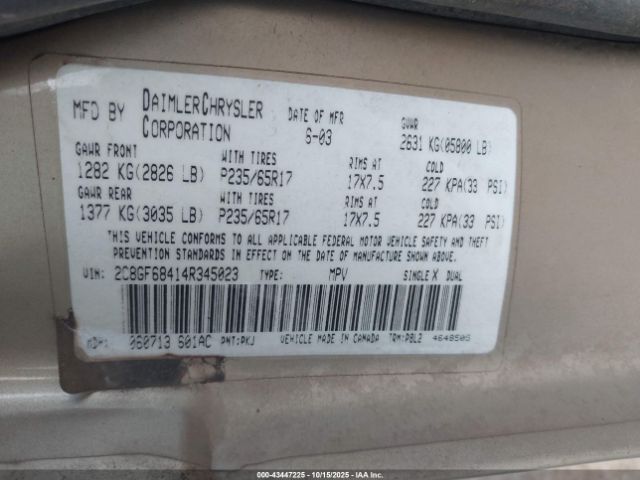 MFD BY DAIMLERCHRYSLER CORPORATION DATE OF MFR 6-03 GVWR 2631 KG(05800 LB)
GAWR FRONT WITH TIRES RIMS AT COLD
1282 KG(2826 LB) P235/65R17 17X7.5 227 KPA(33 PSI)
GAWR REAR WITH TIRES RIMS AT COLD
1377 KG(3035 LB) P235/65R17 17X7.5 227 KPA(33 PSI)
THIS VEHICLE CONFORMS TO ALL APPLICABLE FEDERAL MOTOR VEHICLE SAFETY AND THEFT
PREVENTION STANDARDS IN EFFECT ON THE DATE OF MANUFACTURE SHOWN ABOVE.
VIN: 2C8GF68414R345023 TYPE: MPV SINGLE X DUAL
MDH: 060713 601AC PNT:PKJ VEHICLE MADE IN CANADA TRM:P8L2 4648505
000-43447225 - 10/15/2025 - IAA Inc.